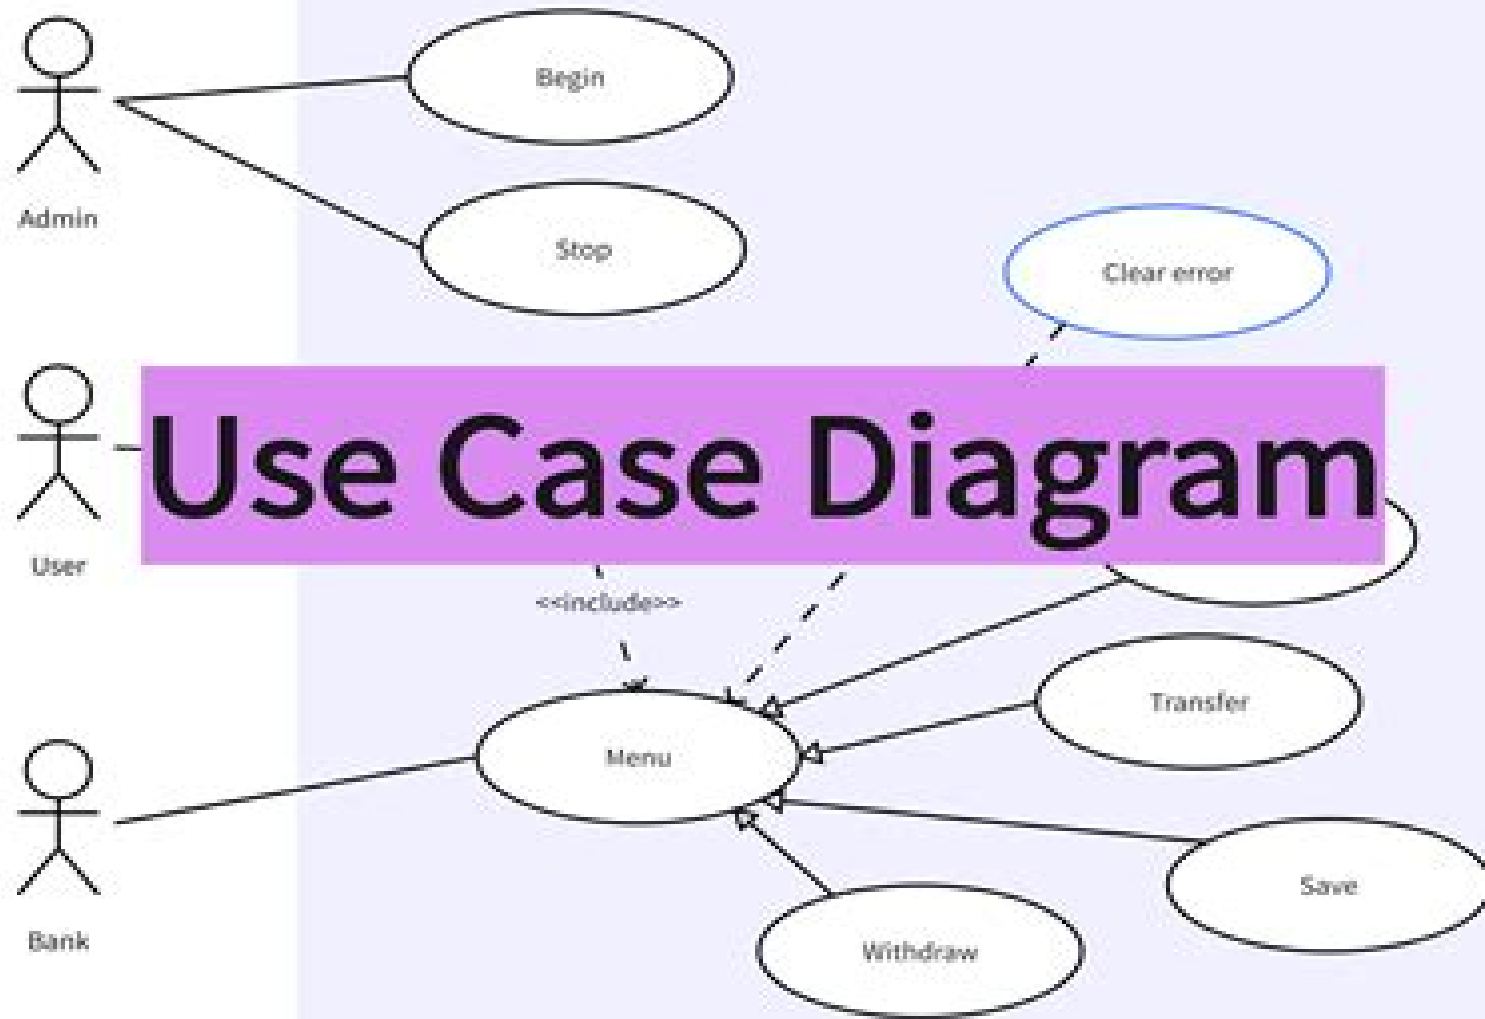 Begin
Admin
Stop
Clear error
Use Case Diagram
User
<<include>>
Transfer
Menu
Save
Bank
Withdraw